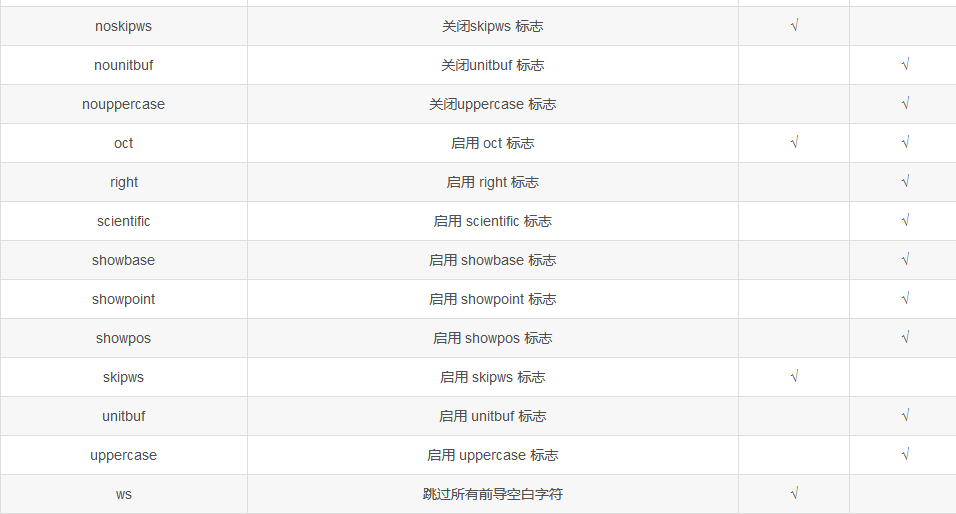 noskipws 关闭skipws 标志 √
nounitbuf 关闭unitbuf 标志 √
nouppercase 关闭uppercase 标志 √
oct 启用 oct 标志 √ √
right 启用 right 标志 √
scientific 启用 scientific 标志 √
showbase 启用 showbase 标志 √
showpoint 启用 showpoint 标志 √
showpos 启用 showpos 标志 √
skipws 启用 skipws 标志 √
unitbuf 启用 unitbuf 标志 √
uppercase 启用 uppercase 标志 √
ws 跳过所有前导空白字符 √